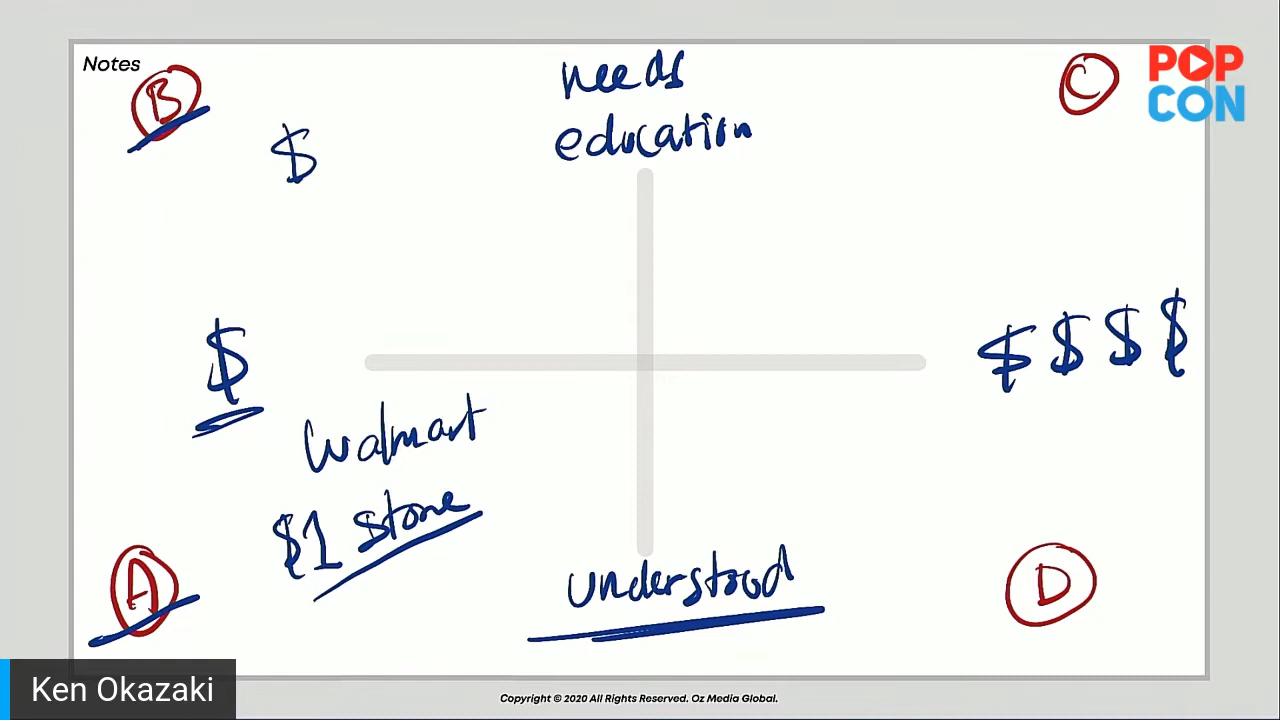 Notes
B
$
needs
education
C
POP
CON
$
$ $ $ $
Walmart
$1 store
A
understood
D
Ken Okazaki
Copyright © 2020 All Rights Reserved. Oz Media Global.